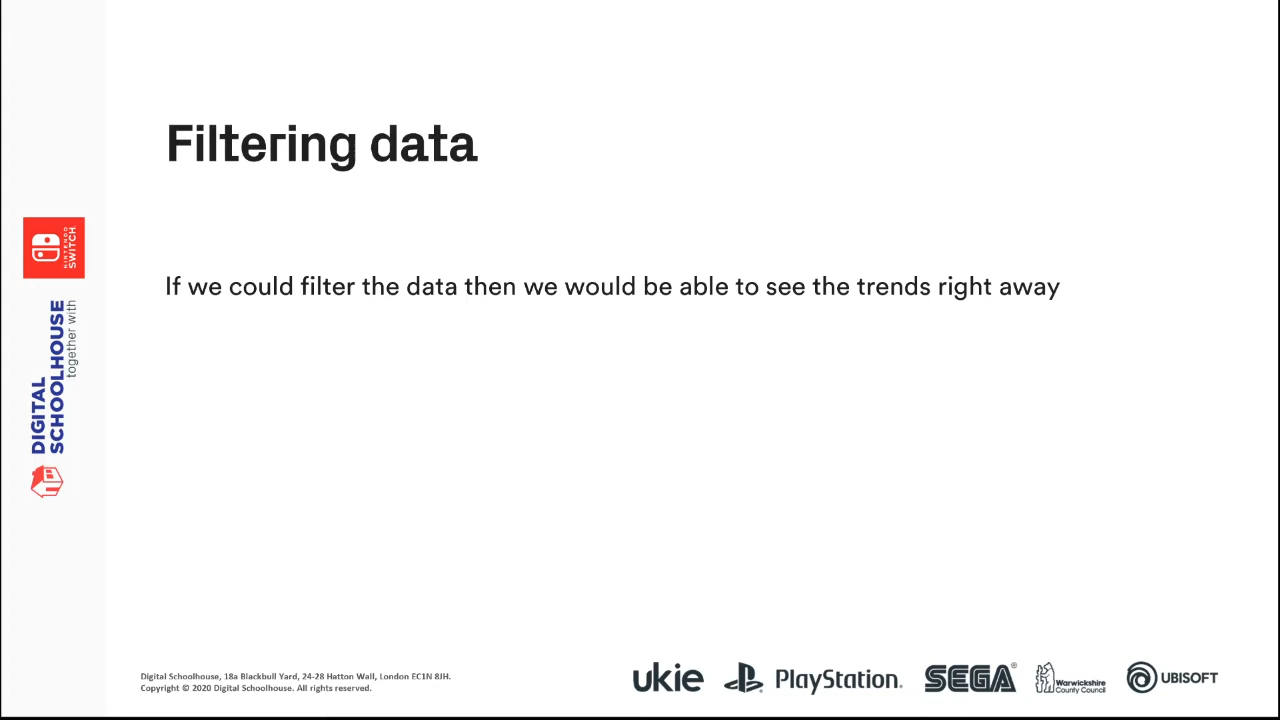 Filtering data
If we could filter the data then we would be able to see the trends right away
NINTENDO
SWITCH
DIGITAL
SCHOOLHOUSE
together with
Digital Schoolhouse, 18a Blackbull Yard, 24-28 Hatton Wall, London EC1N 8JH.
Copyright © 2020 Digital Schoolhouse. All rights reserved.
ukie
PlayStation®
SEGA®
Warwickshire
County Council
UBISOFT